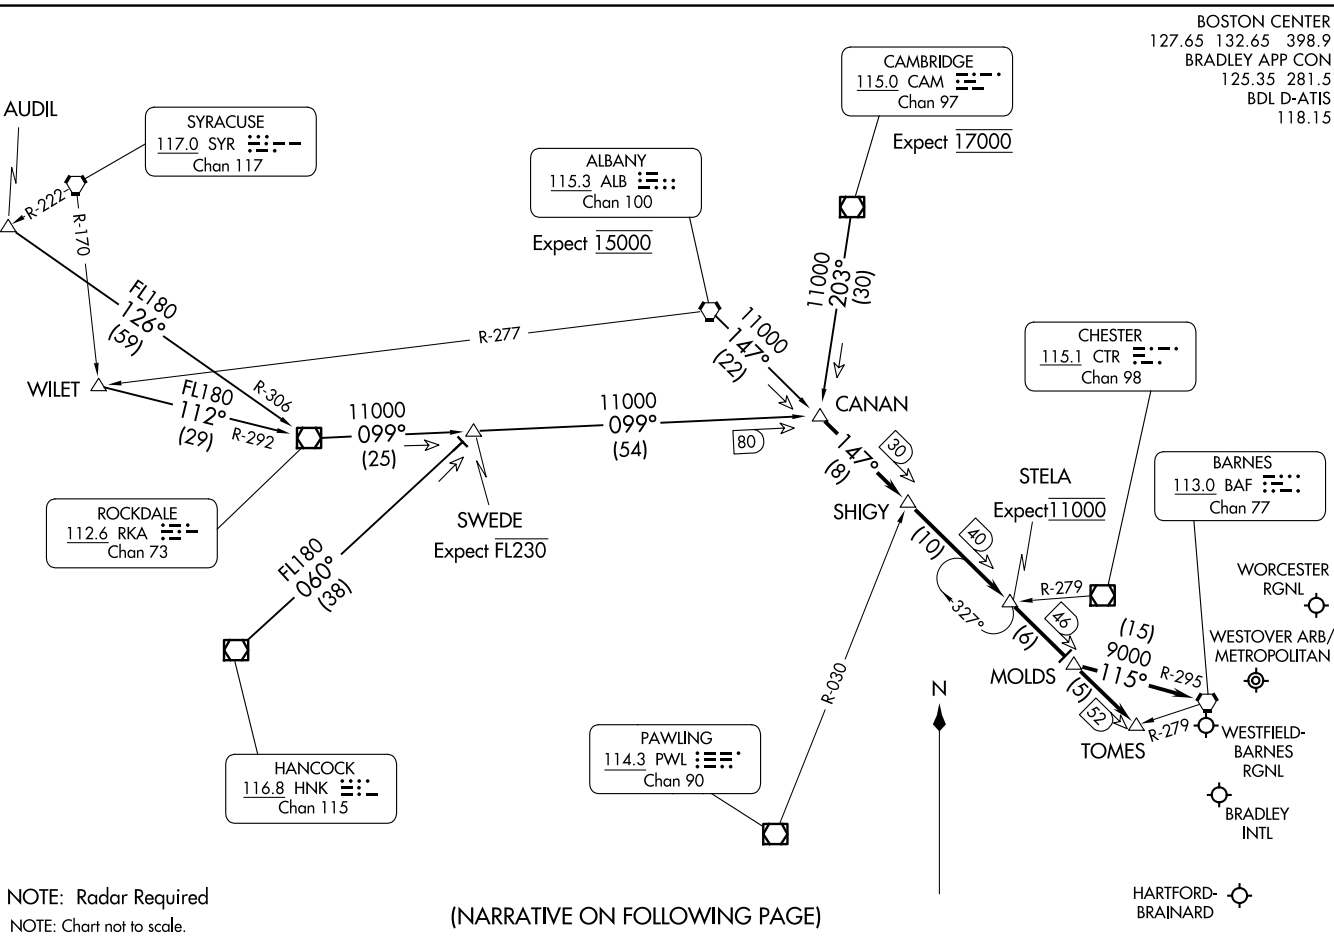 BOSTON CENTER
127.65 132.65 398.9
BRADLEY APP CON
125.35 281.5
BDL D-ATIS
118.15
CAMBRIDGE
115.0 CAM
Chan 97
Expect 17000
AUDIL
SYRACUSE
117.0 SYR
Chan 117
ALBANY
115.3 ALB
Chan 100
Expect 15000
R-222
R-170
11000
203°
(30)
FL180
126°
(59)
R-277
11000
147°
(22)
CHESTER
115.1 CTR
Chan 98
WILET
FL180
112°
(29)
R-306
R-292
11000
099°
(25)
11000
099°
(54)
80
CANAN
147°
(8)
30
STELA
Expect 11000
BARNES
113.0 BAF
Chan 77
ROCKDALE
112.6 RKA
Chan 73
SWEDE
Expect FL230
SHIGY
(10)
40
FL180
060°
(38)
WORCESTER
RGNL
R-279
327°
(6)
46
(15)
9000
115°
R-295
WESTOVER ARB/
METROPOLITAN
MOLDS
(5)
52
R-030
N
R-279
TOMES
WESTFIELD-
BARNES
RGNL
PAWLING
114.3 PWL
Chan 90
HANCOCK
116.8 HNK
Chan 115
BRADLEY
INTL
NOTE: Radar Required
NOTE: Chart not to scale.
(NARRATIVE ON FOLLOWING PAGE)
HARTFORD-
BRAINARD